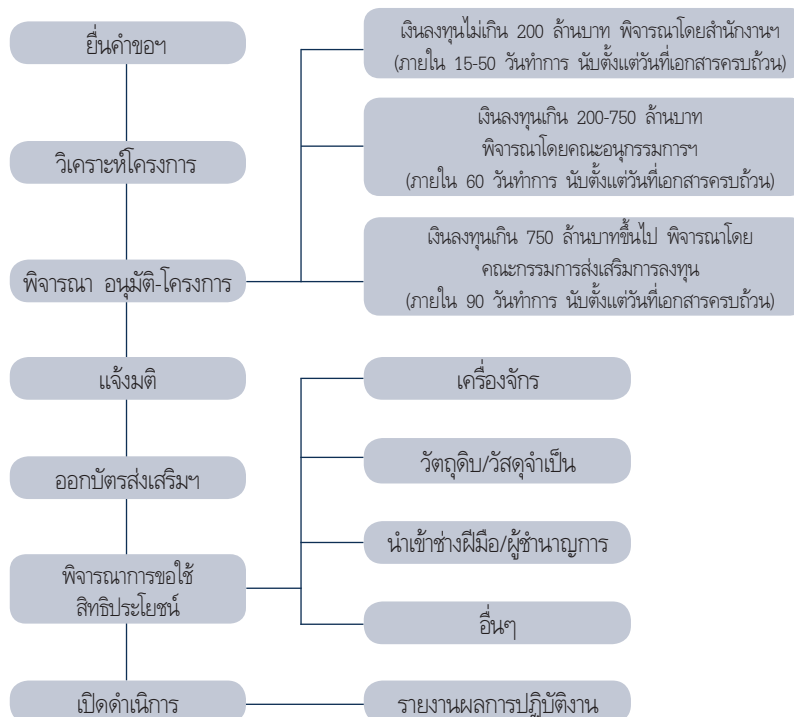 ยื่นคำขอฯ
วิเคราะห์โครงการ
พิจารณา อนุมัติ-โครงการ
เงินลงทุนไม่เกิน 200 ล้านบาท พิจารณาโดยสำนักงานฯ
(ภายใน 15-50 วันทำการ นับตั้งแต่วันที่เอกสารครบถ้วน)
เงินลงทุนเกิน 200-750 ล้านบาท
พิจารณาโดยคณะอนุกรรมการฯ
(ภายใน 60 วันทำการ นับตั้งแต่วันที่เอกสารครบถ้วน)
เงินลงทุนเกิน 750 ล้านบาทขึ้นไป พิจารณาโดย
คณะกรรมการส่งเสริมการลงทุน
(ภายใน 90 วันทำการ นับตั้งแต่วันที่เอกสารครบถ้วน)
แจ้งมติ
ออกบัตรส่งเสริมฯ
พิจารณาการขอใช้
สิทธิประโยชน์
เครื่องจักร
วัตถุดิบ/วัสดุจำเป็น
นำเข้าช่างฝีมือ/ผู้ชำนาญการ
อื่นๆ
เปิดดำเนิการ
รายงานผลการปฏิบัติงาน